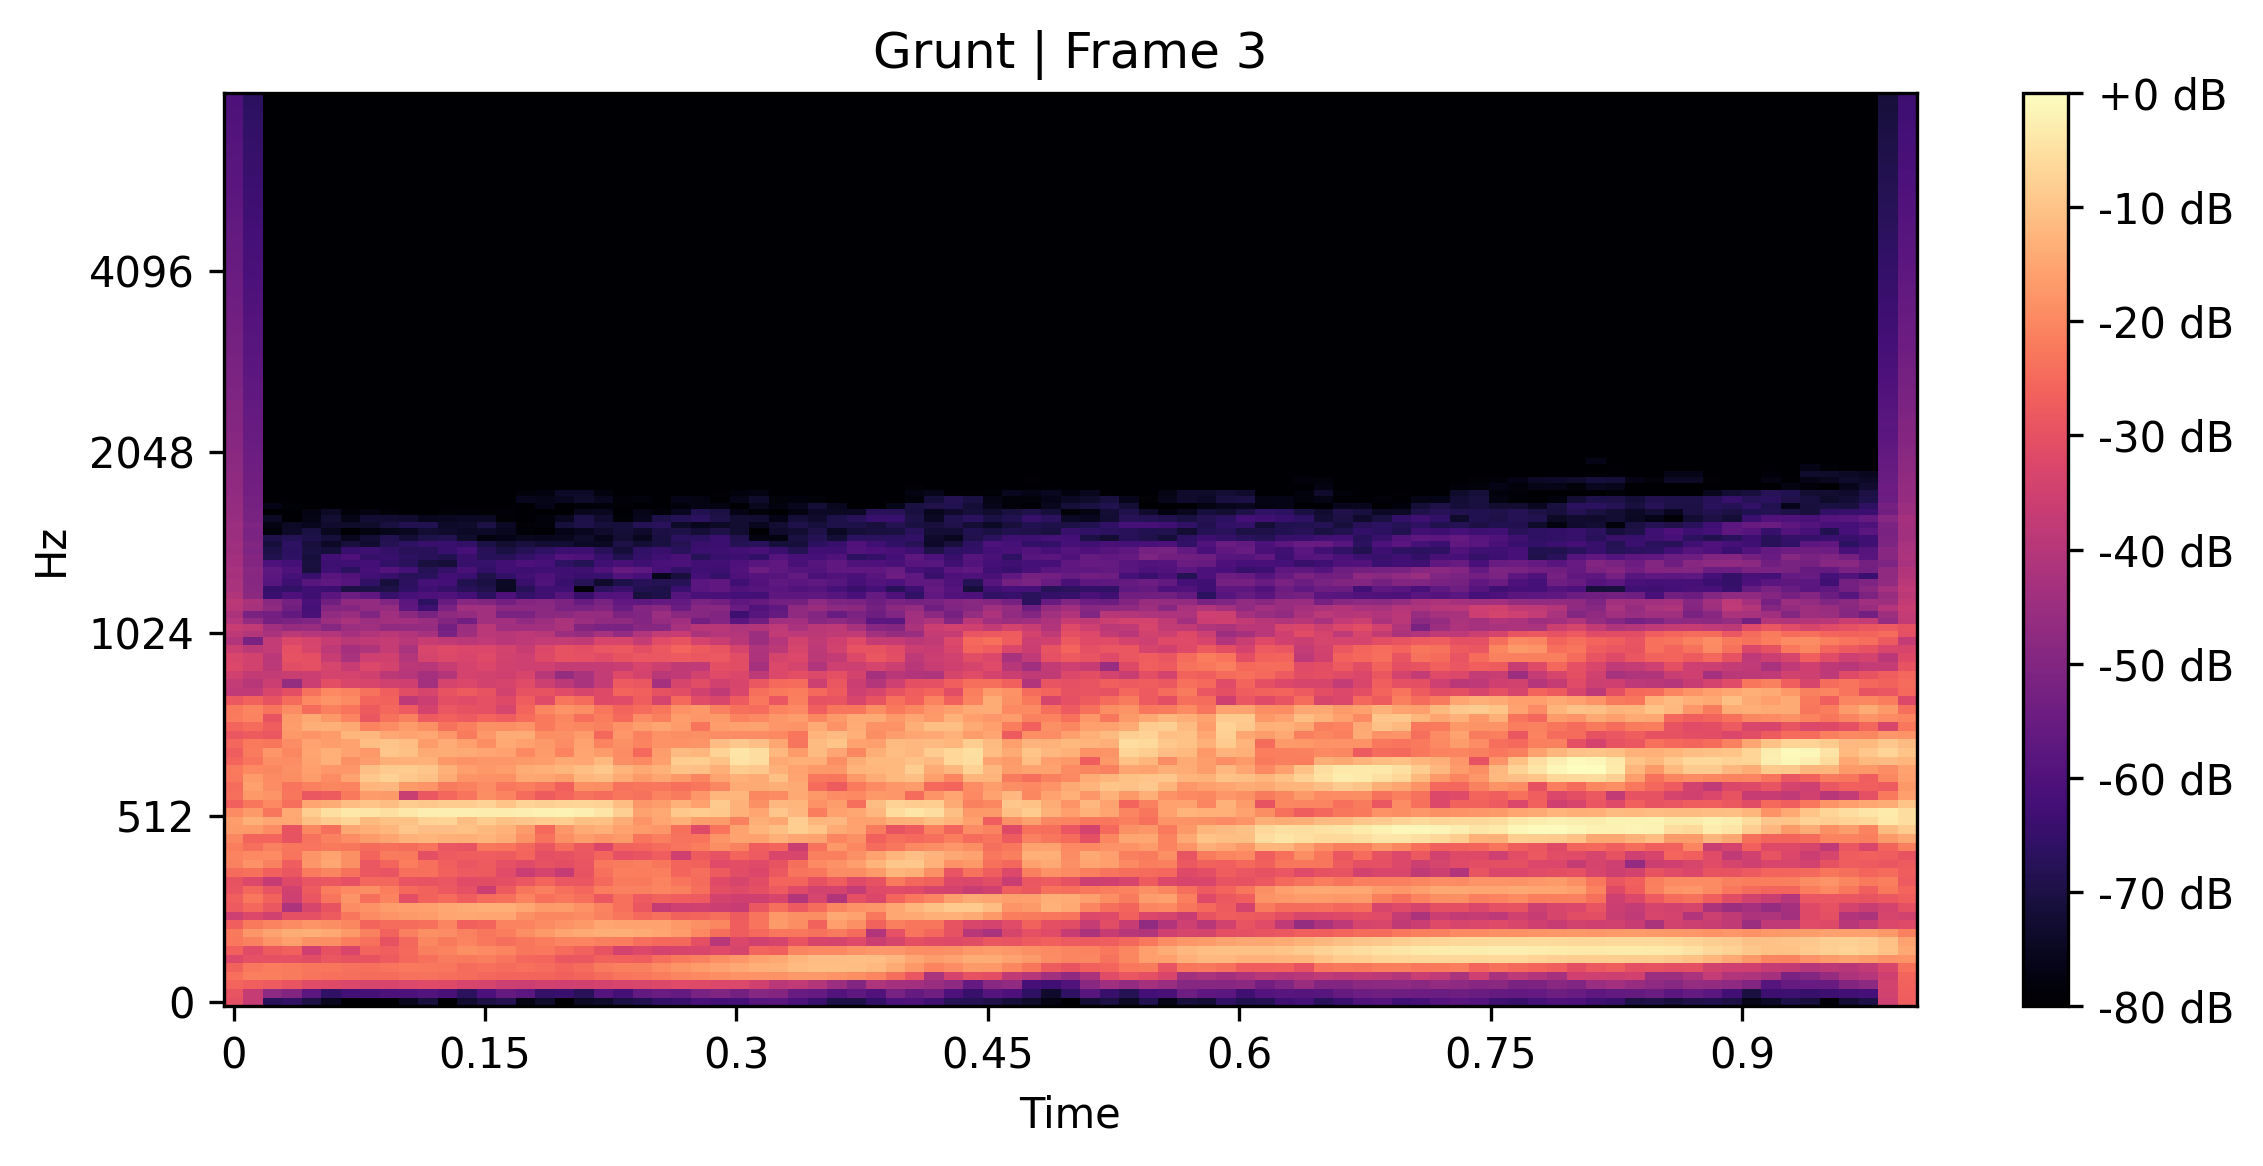 Grunt | Frame 3
+0 dB
-10 dB
-20 dB
-30 dB
-40 dB
-50 dB
-60 dB
-70 dB
-80 dB
Hz
4096
2048
1024
512
0
0 0.15 0.3 0.45 0.6 0.75 0.9
Time